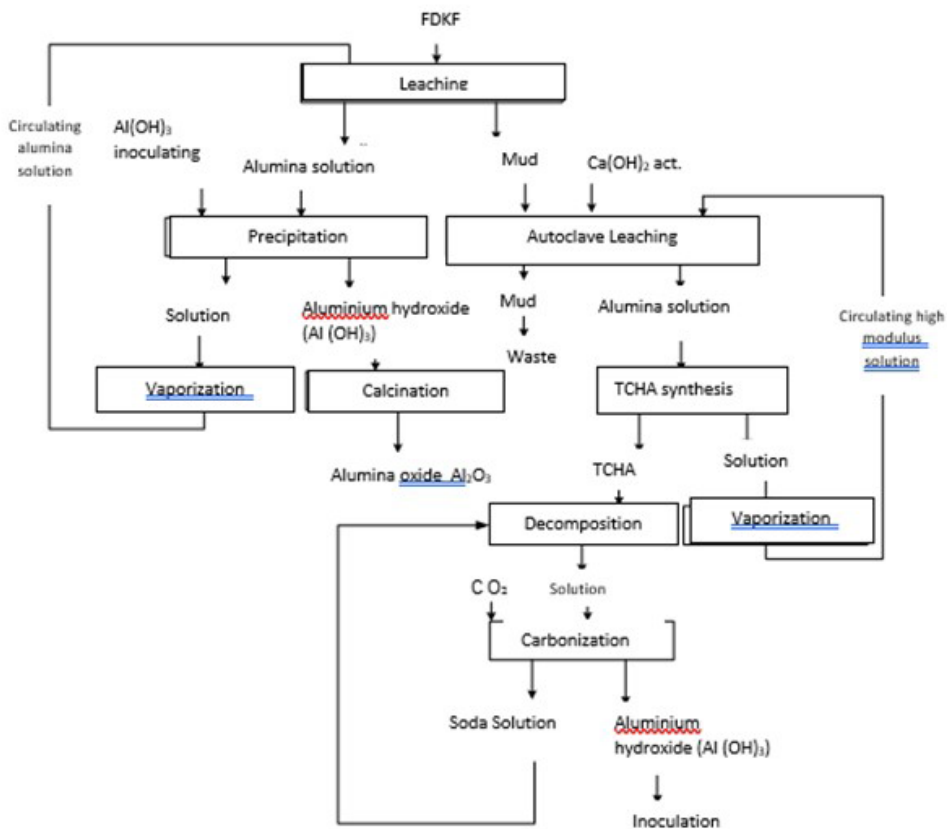 FDKF
Leaching
Circulating
alumina
solution
Al(OH)₃
inoculating
Alumina solution
Mud
Ca(OH)₂ act.
Precipitation
Autoclave Leaching
Solution
Aluminium hydroxide
(Al (OH)₃)
Mud
Alumina solution
Circulating high
modulus
solution
Waste
Vaporization
Calcination
TCHA synthesis
Alumina oxide Al₂O₃
TCHA
Solution
Decomposition
Vaporization
C O₂
Solution
Carbonization
Soda Solution
Aluminium
hydroxide (Al (OH)₃)
Inoculation